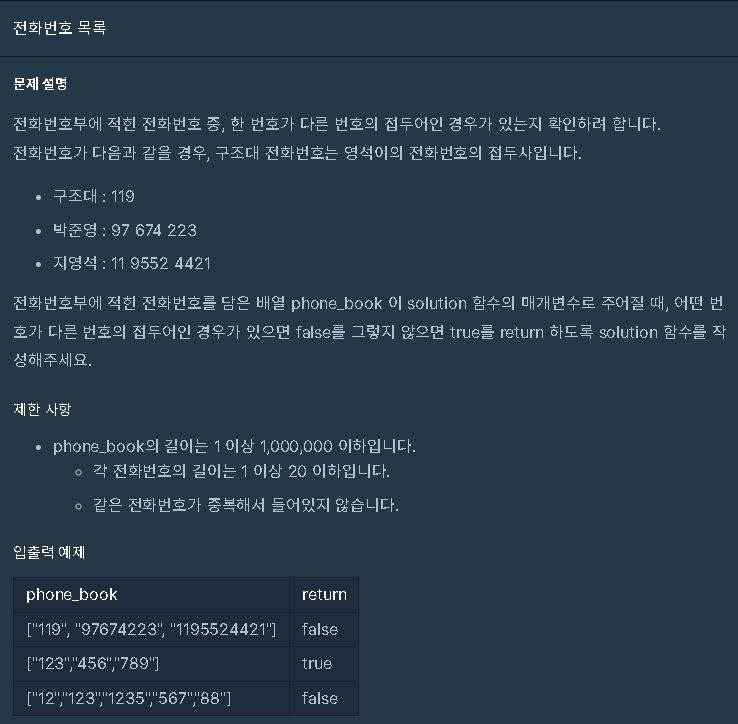 전화번호 목록
문제 설명
전화번호부에 적힌 전화번호 중, 한 번호가 다른 번호의 접두어인 경우가 있는지 확인하려 합니다.
전화번호가 다음과 같을 경우, 구조대 전화번호는 영석이의 전화번호의 접두사입니다.
• 구조대 : 119
• 박준영 : 97 674 223
• 지영석 : 11 9552 4421
전화번호부에 적힌 전화번호를 담은 배열 phone_book 이 solution 함수의 매개변수로 주어질 때, 어떤 번
호가 다른 번호의 접두어인 경우가 있으면 false를 그렇지 않으면 true를 return 하도록 solution 함수를 작
성해주세요.
제한 사항
• phone_book의 길이는 1 이상 1,000,000 이하입니다.
◦ 각 전화번호의 길이는 1 이상 20 이하입니다.
◦ 같은 전화번호가 중복해서 들어있지 않습니다.
입출력 예제
phone_book return
["119", "97674223", "1195524421"] false
["123","456","789"] true
["12","123","1235","567","88"] false